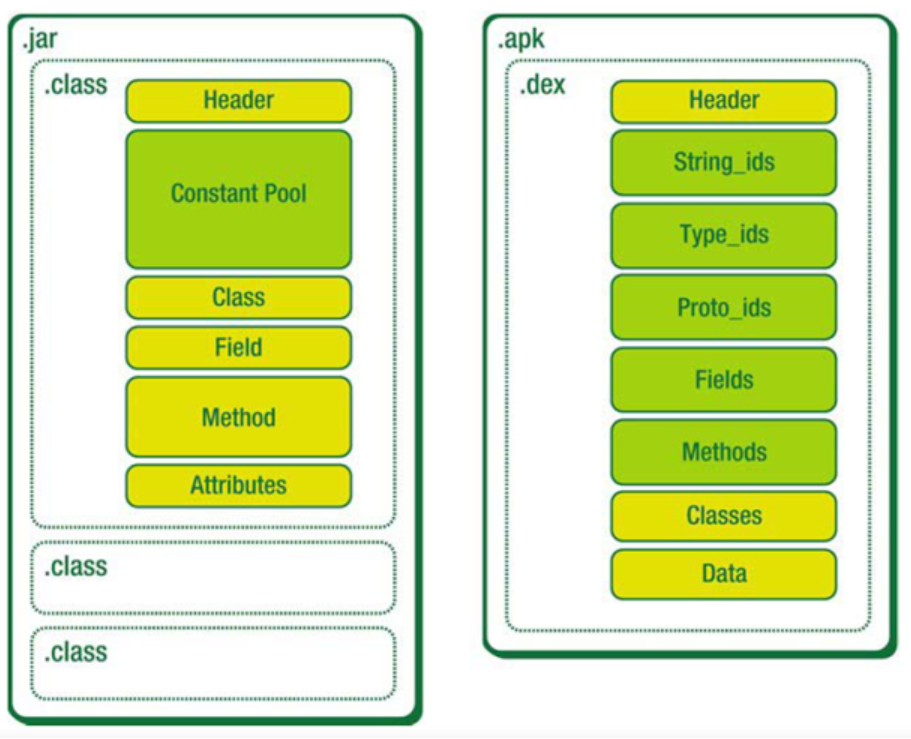 .jar
.class
Header
Constant Pool
Class
Field
Method
Attributes
.class
.class
.apk
.dex
Header
String_ids
Type_ids
Proto_ids
Fields
Methods
Classes
Data